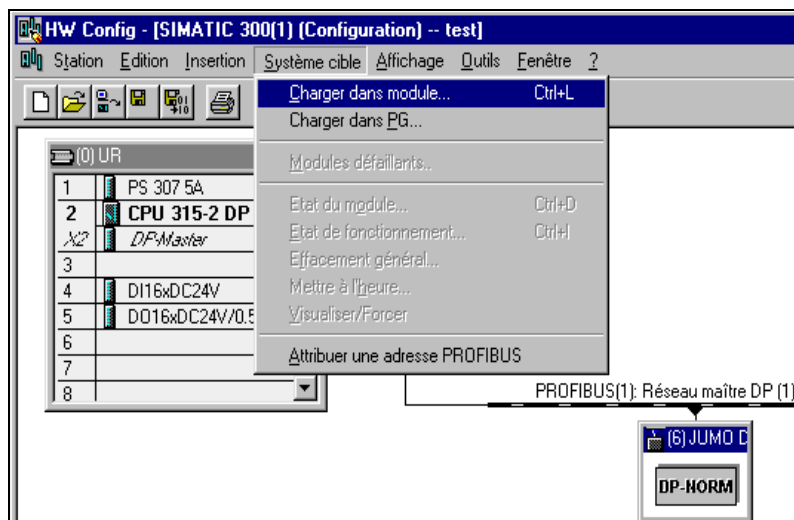 HW Config - [SIMATIC 300(1) (Configuration) -- test]
Station Edition Insertion Système cible Affichage Outils Fenêtre ?
Charger dans module... Ctrl+L
Charger dans PG...
Modules défaillants..
Etat du module... Ctrl+D
Etat de fonctionnement... Ctrl+I
Effacement général...
Mettre à l'heure...
Visualiser/Forcer
Attribuer une adresse PROFIBUS
(0) UR
1 PS 307 5A
2 CPU 315-2 DP
X2 DP-Master
3
4 DI16xDC24V
5 DO16xDC24V/0.5
6
7
8
PROFIBUS(1): Réseau maître DP (1)
(6) JUMO D
DP-NORM